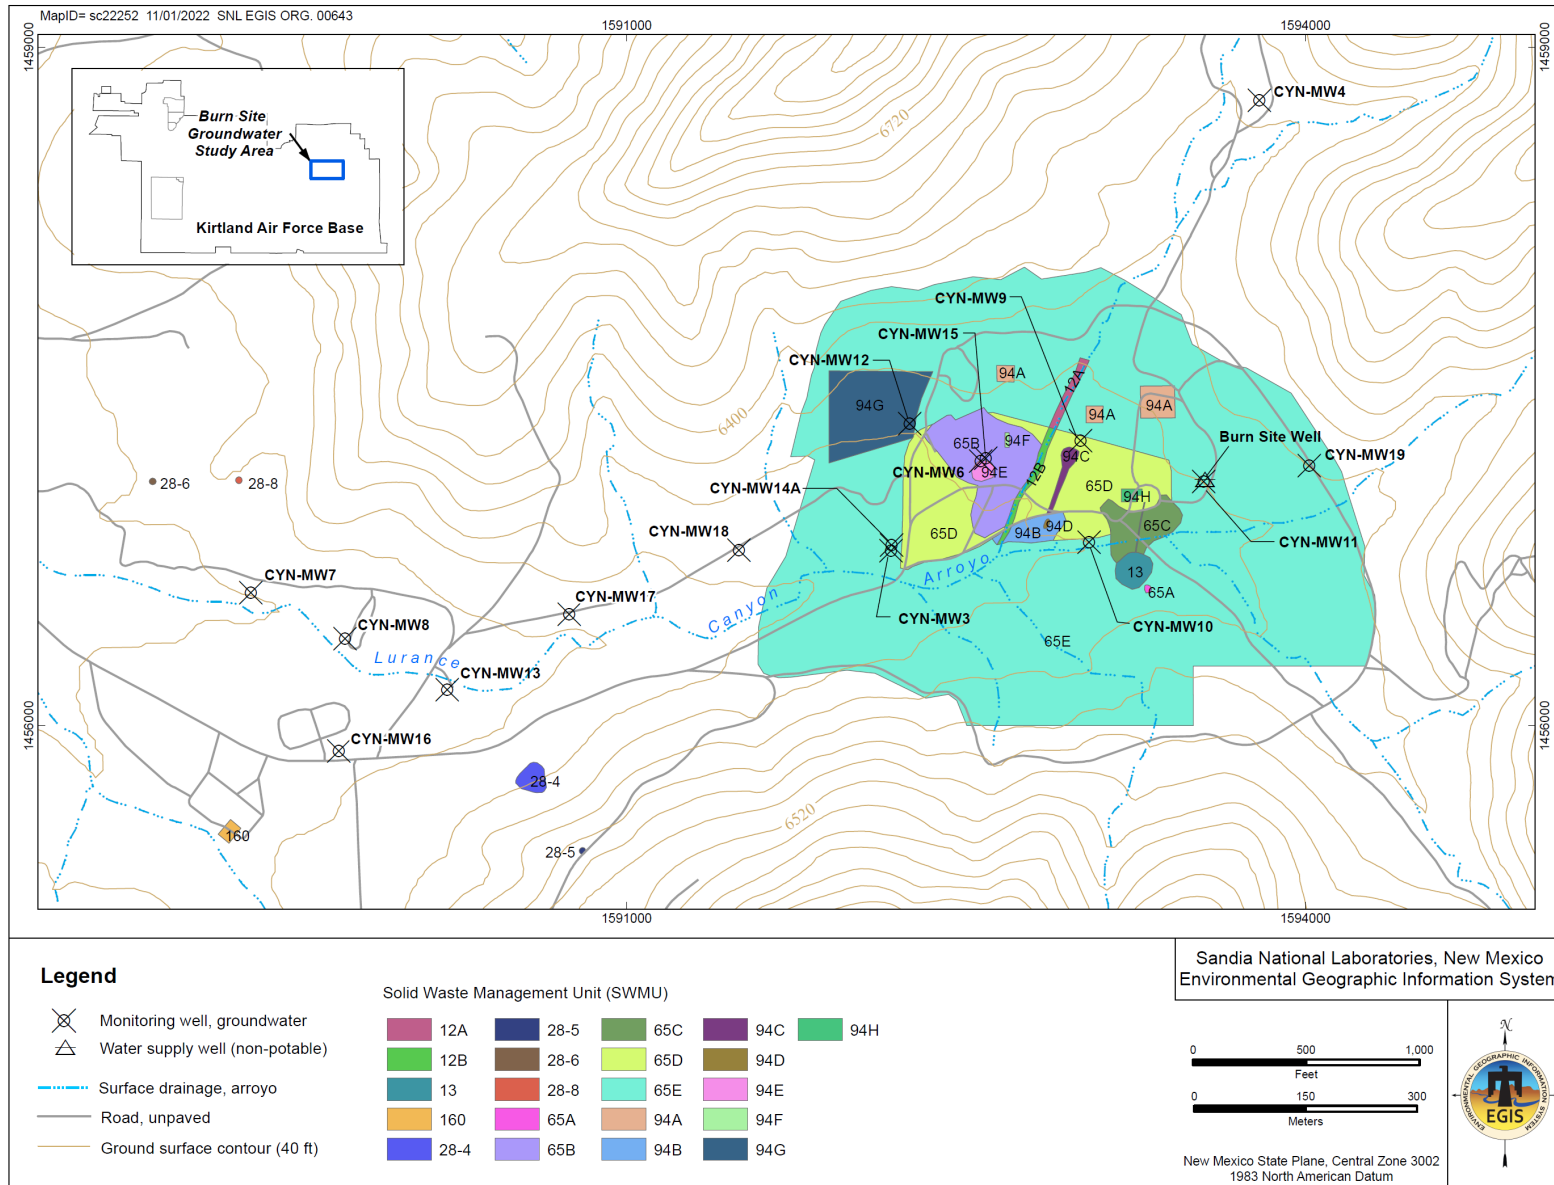 MapID= sc22252  11/01/2022  SNL EGIS ORG. 00643
1591000
1594000
1459000
1459000
Burn Site
Groundwater
Study Area
Kirtland Air Force Base
6720
CYN-MW4
CYN-MW9
CYN-MW15
CYN-MW12
94A
12A
94A
94A
94G
6400
65B
94F
Burn Site Well
94C
CYN-MW19
CYN-MW6
94E
12B
28-6
28-8
CYN-MW14A
65D
94H
CYN-MW18
65D
94B
94D
65C
CYN-MW11
Arroyo
13
CYN-MW7
65A
CYN-MW17
Canyon
CYN-MW3
CYN-MW8
CYN-MW10
65E
Lurance
CYN-MW13
1456000
1456000
CYN-MW16
28-4
6520
160
28-5
1591000
1594000
Legend
Monitoring well, groundwater
Water supply well (non-potable)
Surface drainage, arroyo
Road, unpaved
Ground surface contour (40 ft)
Solid Waste Management Unit (SWMU)
12A
12B
13
160
28-4
28-5
28-6
28-8
65A
65B
65C
65D
65E
94A
94B
94C
94D
94E
94F
94G
94H
Sandia National Laboratories, New Mexico
Environmental Geographic Information System
0 500 1,000
Feet
0 150 300
Meters
New Mexico State Plane, Central Zone 3002
1983 North American Datum
N
ENVIRONMENTAL GEOGRAPHIC INFORMATION SYSTEM
EGIS